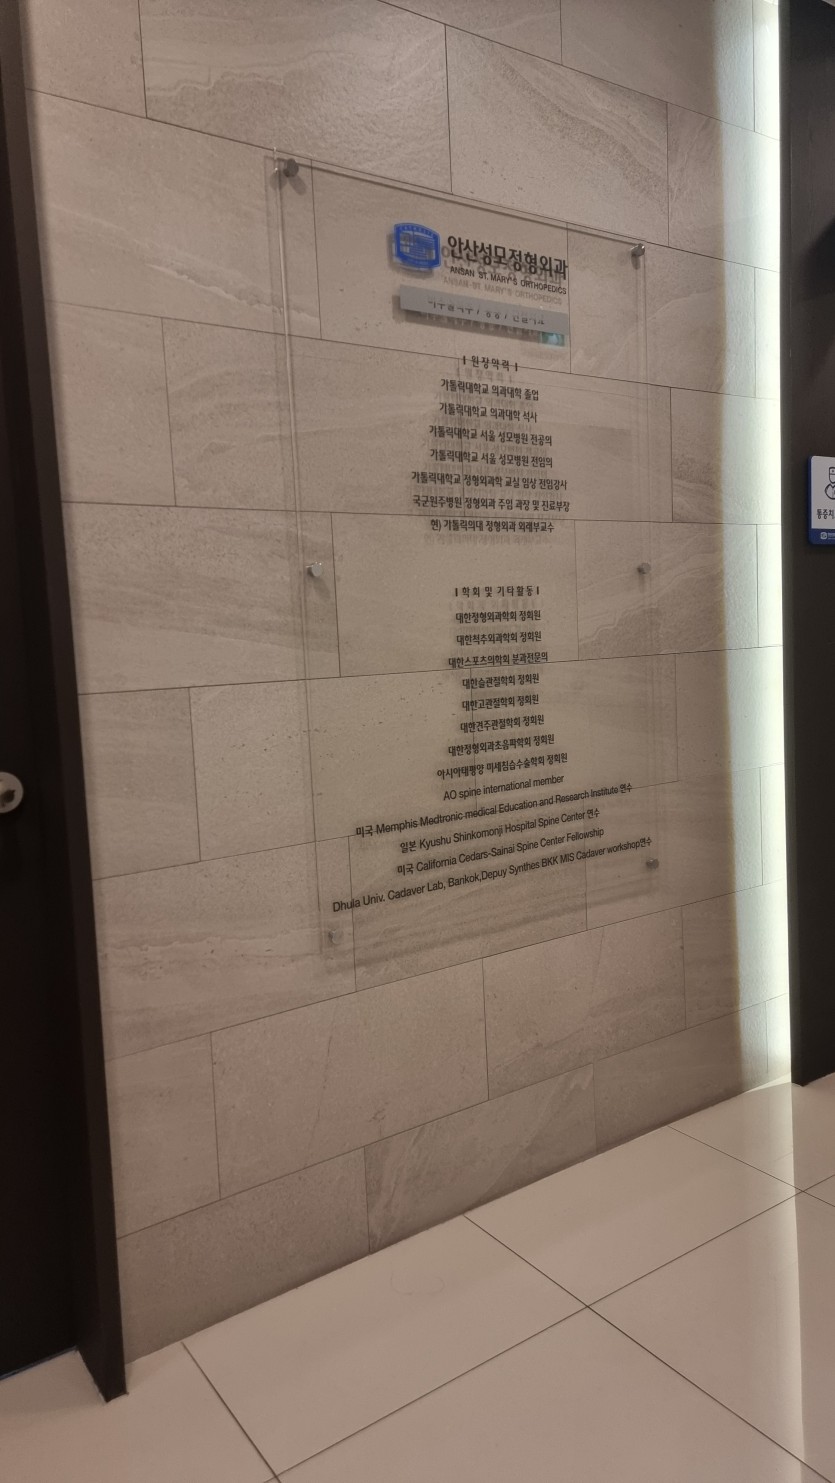 안산성모정형외과
ANSAN ST. MARY'S ORTHOPEDICS
원장약력
가톨릭대학교 의과대학 졸업
가톨릭대학교 의과대학 석사
가톨릭대학교 서울 성모병원 전공의
가톨릭대학교 서울 성모병원 전임의
가톨릭대학교 정형외과학 교실 임상 전임강사
국군원주병원 정형외과 주임 과장 및 진료부장
현) 가톨릭의대 정형외과 외래부교수
학회 및 기타활동
대한정형외과학회 정회원
대한척추외과학회 정회원
대한스포츠의학회 분과전문의
대한슬관절학회 정회원
대한고관절학회 정회원
대한견주관절학회 정회원
대한정형외과초음파학회 정회원
아시아태평양 미세침습수술학회 정회원
AO spine international member
미국 Memphis Medtronic medical Education and Research Institute 연수
일본 Kyushu Shinkomonji Hospital Spine Center 연수
미국 California Cedars-Sainai Spine Center Fellowship
Dhula Univ. Cadaver Lab, Bankok,Depuy Synthes BKK MIS Cadaver workshop연수
통증치